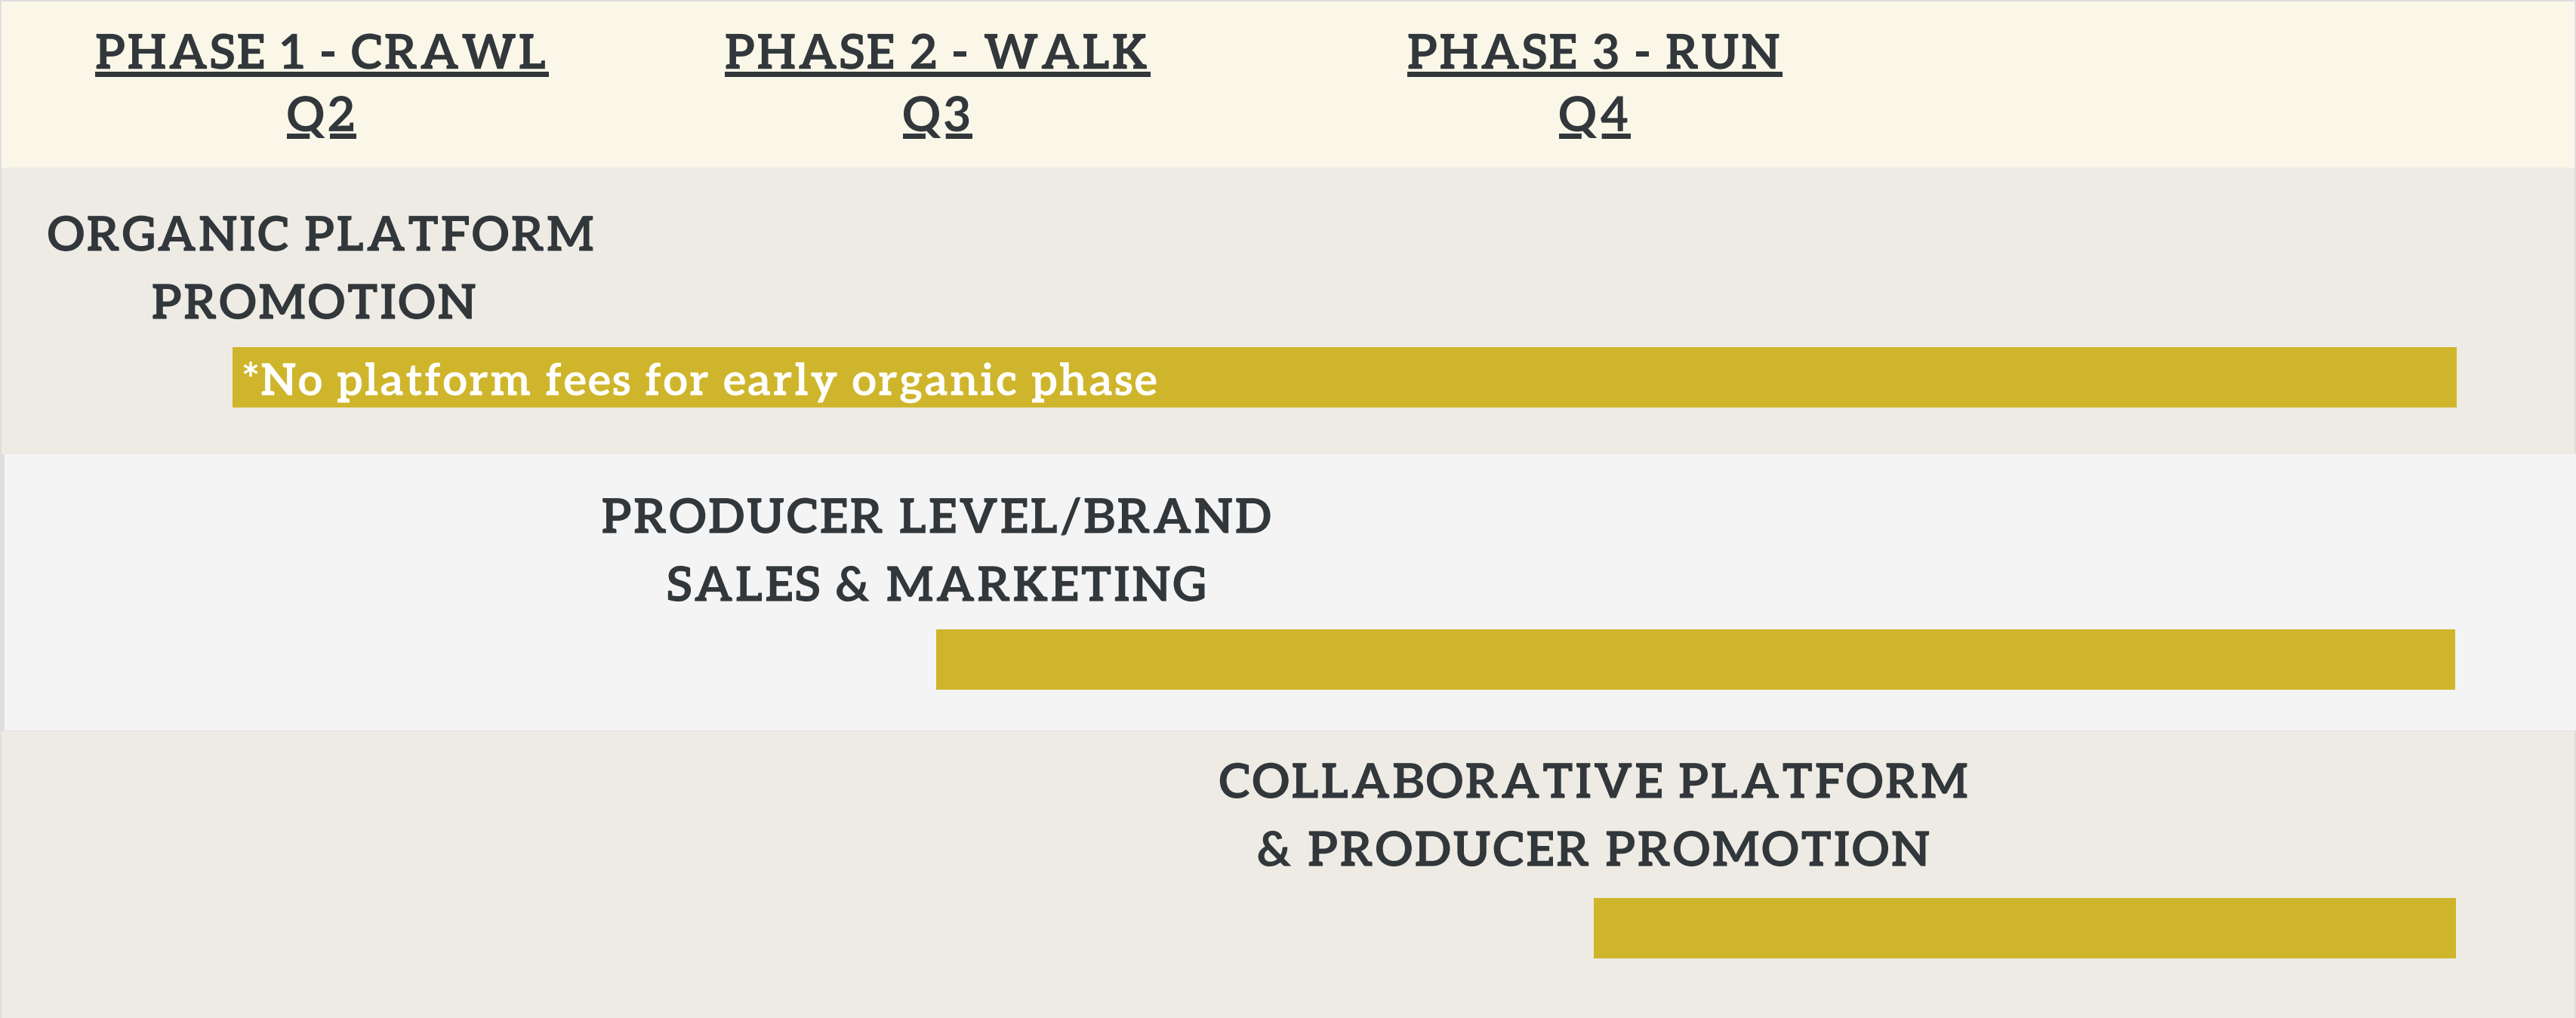 PHASE 1 - CRAWL
Q2
PHASE 2 - WALK
Q3
PHASE 3 - RUN
Q4
ORGANIC PLATFORM
PROMOTION
*No platform fees for early organic phase
PRODUCER LEVEL/BRAND
SALES & MARKETING
COLLABORATIVE PLATFORM
& PRODUCER PROMOTION